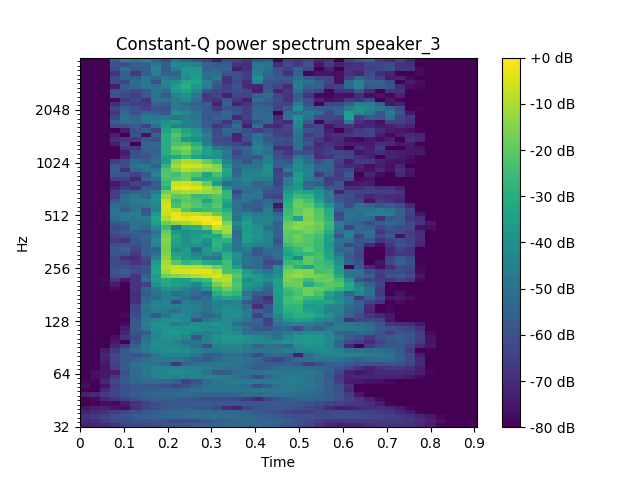 Constant-Q power spectrum speaker_3
Hz
2048
1024
512
256
128
64
32
0
0.1
0.2
0.3
0.4
0.5
0.6
0.7
0.8
0.9
Time
+0 dB
-10 dB
-20 dB
-30 dB
-40 dB
-50 dB
-60 dB
-70 dB
-80 dB